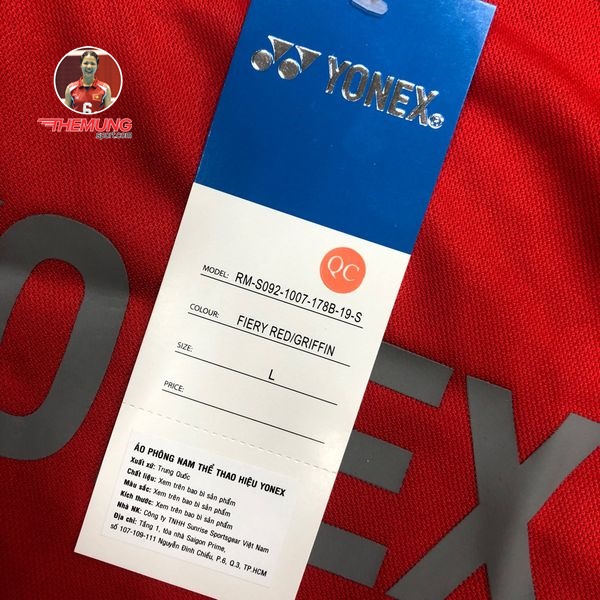 6
THEMUNG
sport.com
YONEX
QC
MODEL: RM-S092-1007-178B-19-S
COLOUR: FIERY RED/GRIFFIN
SIZE: L
PRICE:
ÁO PHÔNG NAM THỂ THAO HIỆU YONEX
Xuất xứ: Trung Quốc
Chất liệu: Xem trên bao bì sản phẩm
Màu sắc: Xem trên bao bì sản phẩm
Kích thước: Xem trên bao bì sản phẩm
Nhà NK: Công ty TNHH Sunrise Sportsgear Việt Nam
Địa chỉ: Tầng 1, tòa nhà Saigon Prime,
số 107-109-111 Nguyễn Đình Chiểu, P.6, Q.3, TP.HCM
O EX